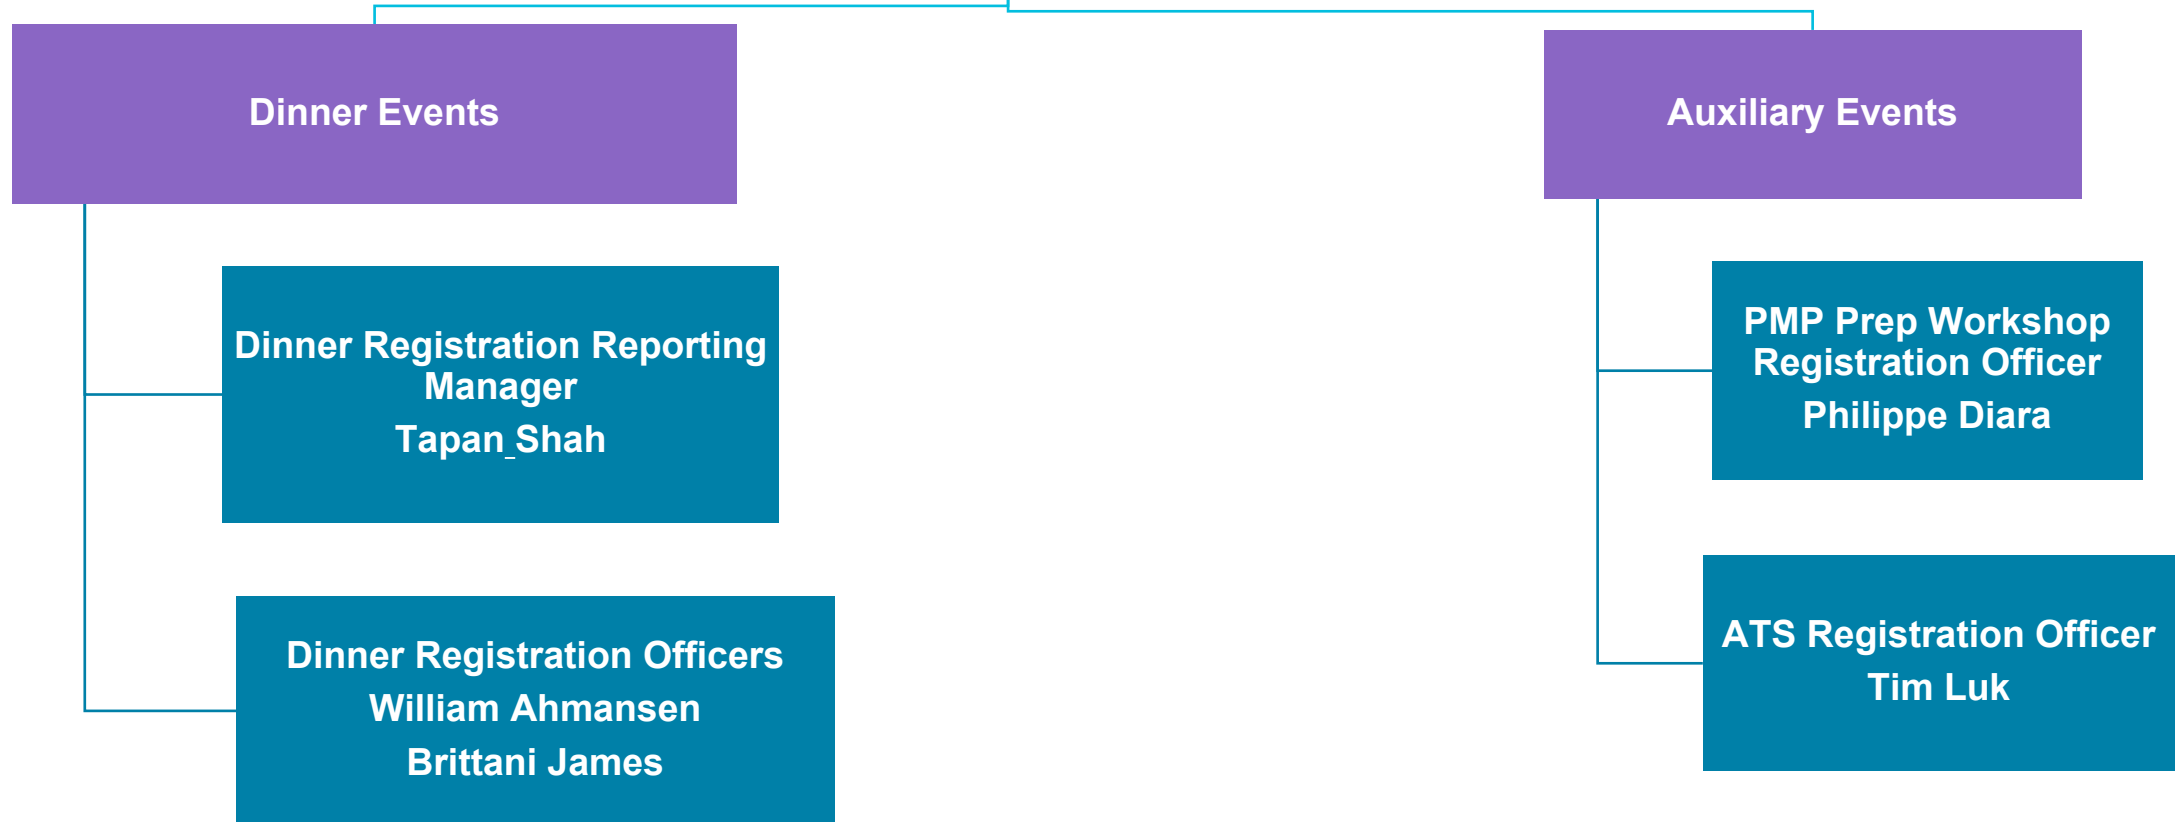 Dinner Events
Dinner Registration Reporting
Manager
Tapan Shah
Dinner Registration Officers
William Ahmansen
Brittani James
Auxiliary Events
PMP Prep Workshop
Registration Officer
Philippe Diara
ATS Registration Officer
Tim Luk